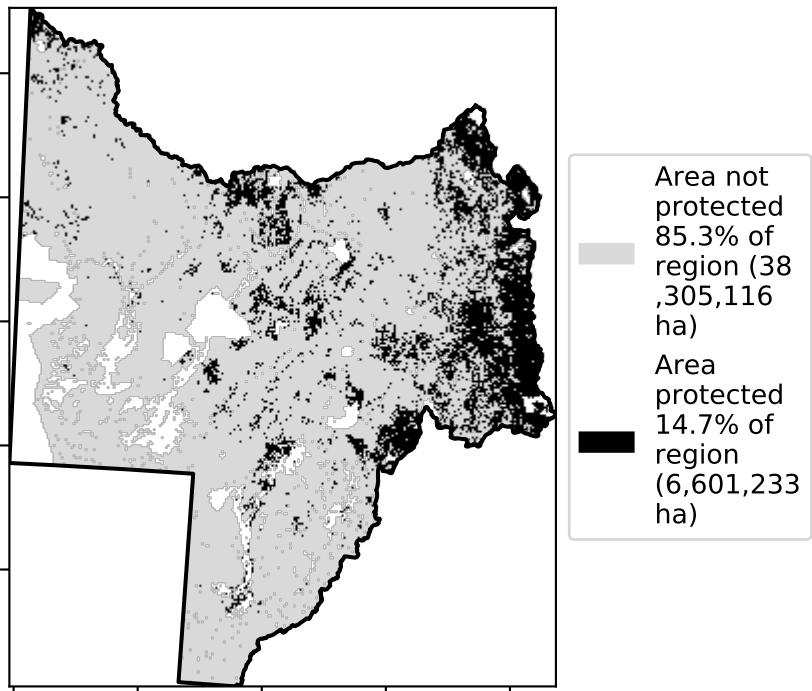 Area not
protected
85.3% of
region (38
,305,116
ha)
Area
protected
14.7% of
region
(6,601,233
ha)